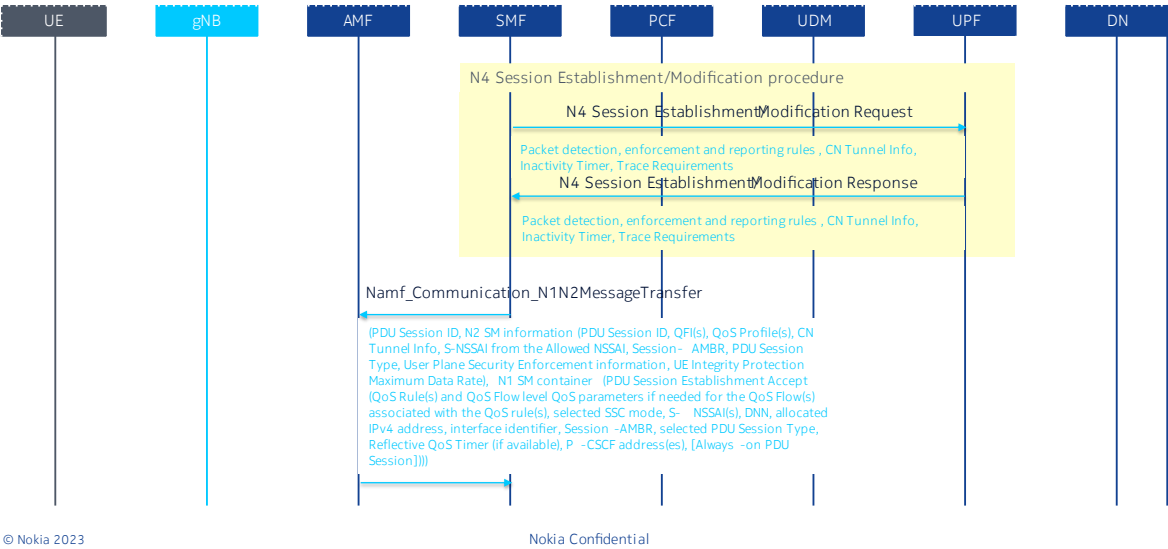 UE gNB AMF SMF PCF UDM UPF DN
N4 Session Establishment/Modification procedure
N4 Session Establishment/Modification Request
Packet detection, enforcement and reporting rules , CN Tunnel Info,
Inactivity Timer, Trace Requirements
N4 Session Establishment/Modification Response
Packet detection, enforcement and reporting rules , CN Tunnel Info,
Inactivity Timer, Trace Requirements
Namf_Communication_N1N2MessageTransfer
(PDU Session ID, N2 SM information (PDU Session ID, QFI(s), QoS Profile(s), CN
Tunnel Info, S-NSSAI from the Allowed NSSAI, Session- AMBR, PDU Session
Type, User Plane Security Enforcement information, UE Integrity Protection
Maximum Data Rate), N1 SM container (PDU Session Establishment Accept
(QoS Rule(s) and QoS Flow level QoS parameters if needed for the QoS Flow(s)
associated with the QoS rule(s), selected SSC mode, S- NSSAI(s), DNN, allocated
IPv4 address, interface identifier, Session -AMBR, selected PDU Session Type,
Reflective QoS Timer (if available), P -CSCF address(es), [Always -on PDU
Session])))
© Nokia 2023
Nokia Confidential